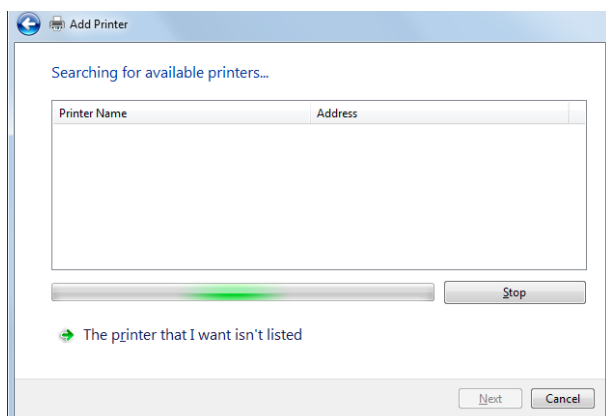 Add Printer
Searching for available printers...
Printer Name Address
Stop
The printer that I want isn't listed
Next Cancel